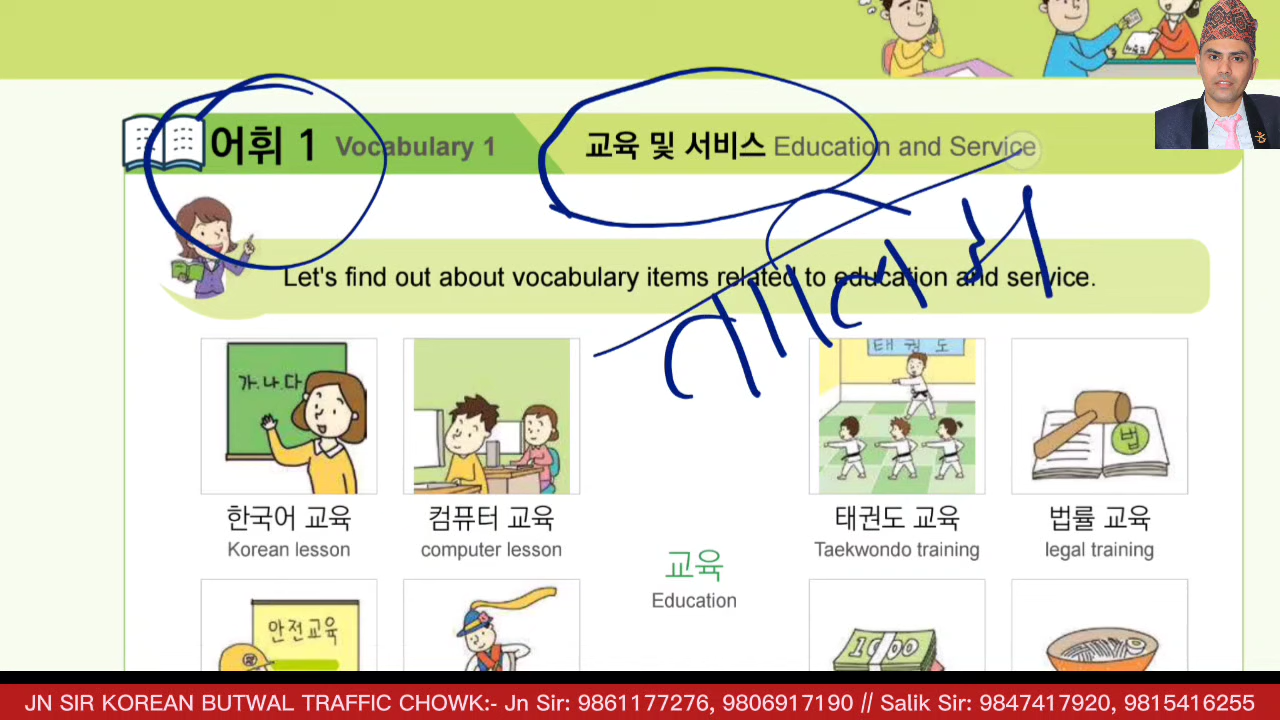 어휘 1 Vocabulary 1 교육 및 서비스 Education and Service
Let's find out about vocabulary items related to education and service.
तालिम
가.나.다
태권도
법
한국어 교육
Korean lesson
컴퓨터 교육
computer lesson
태권도 교육
Taekwondo training
법률 교육
legal training
교육
Education
안전교육
1000
JN SIR KOREAN BUTWAL TRAFFIC CHOWK:- Jn Sir: 9861177276, 9806917190 // Salik Sir: 9847417920, 9815416255